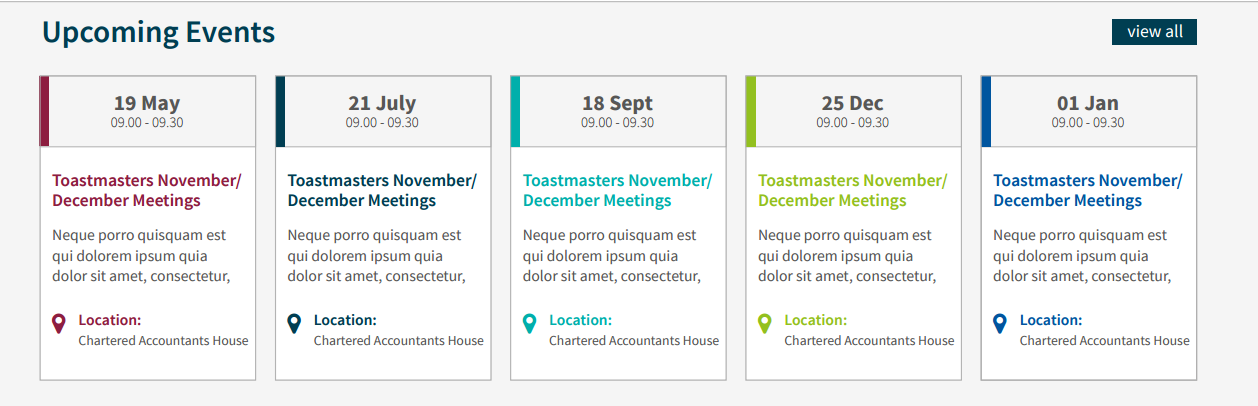 Upcoming Events
view all
19 May
09.00 - 09.30
Toastmasters November/
December Meetings
Neque porro quisquam est
qui dolorem ipsum quia
dolor sit amet, consectetur,
Location:
Chartered Accountants House
21 July
09.00 - 09.30
Toastmasters November/
December Meetings
Neque porro quisquam est
qui dolorem ipsum quia
dolor sit amet, consectetur,
Location:
Chartered Accountants House
18 Sept
09.00 - 09.30
Toastmasters November/
December Meetings
Neque porro quisquam est
qui dolorem ipsum quia
dolor sit amet, consectetur,
Location:
Chartered Accountants House
25 Dec
09.00 - 09.30
Toastmasters November/
December Meetings
Neque porro quisquam est
qui dolorem ipsum quia
dolor sit amet, consectetur,
Location:
Chartered Accountants House
01 Jan
09.00 - 09.30
Toastmasters November/
December Meetings
Neque porro quisquam est
qui dolorem ipsum quia
dolor sit amet, consectetur,
Location:
Chartered Accountants House